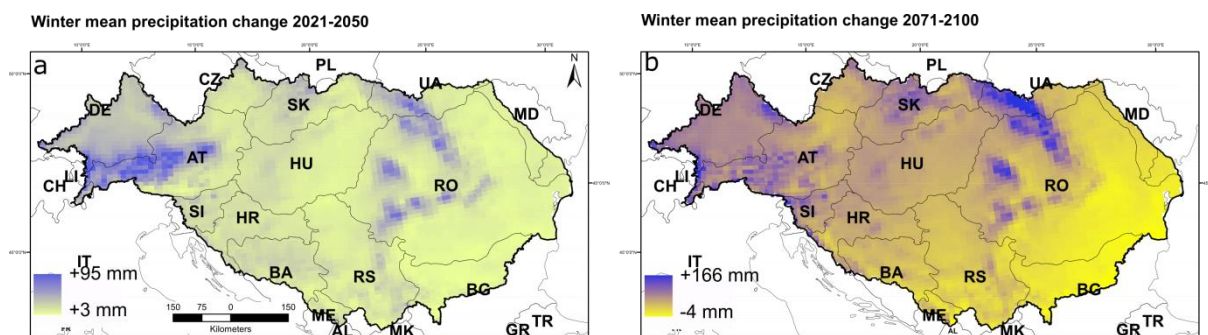 Winter mean precipitation change 2021-2050
a
N
CZ
PL
UA
DE
SK
MD
AT
HU
LI
CH
RO
SI
HR
IT
BA
RS
BG
ME
AL
MK
GR
TR
+95 mm
+3 mm
150 75 0 150
Kilometers
Winter mean precipitation change 2071-2100
b
CZ
PL
UA
DE
SK
MD
AT
HU
LI
CH
RO
SI
HR
IT
BA
RS
BG
ME
AL
MK
GR
TR
+166 mm
-4 mm